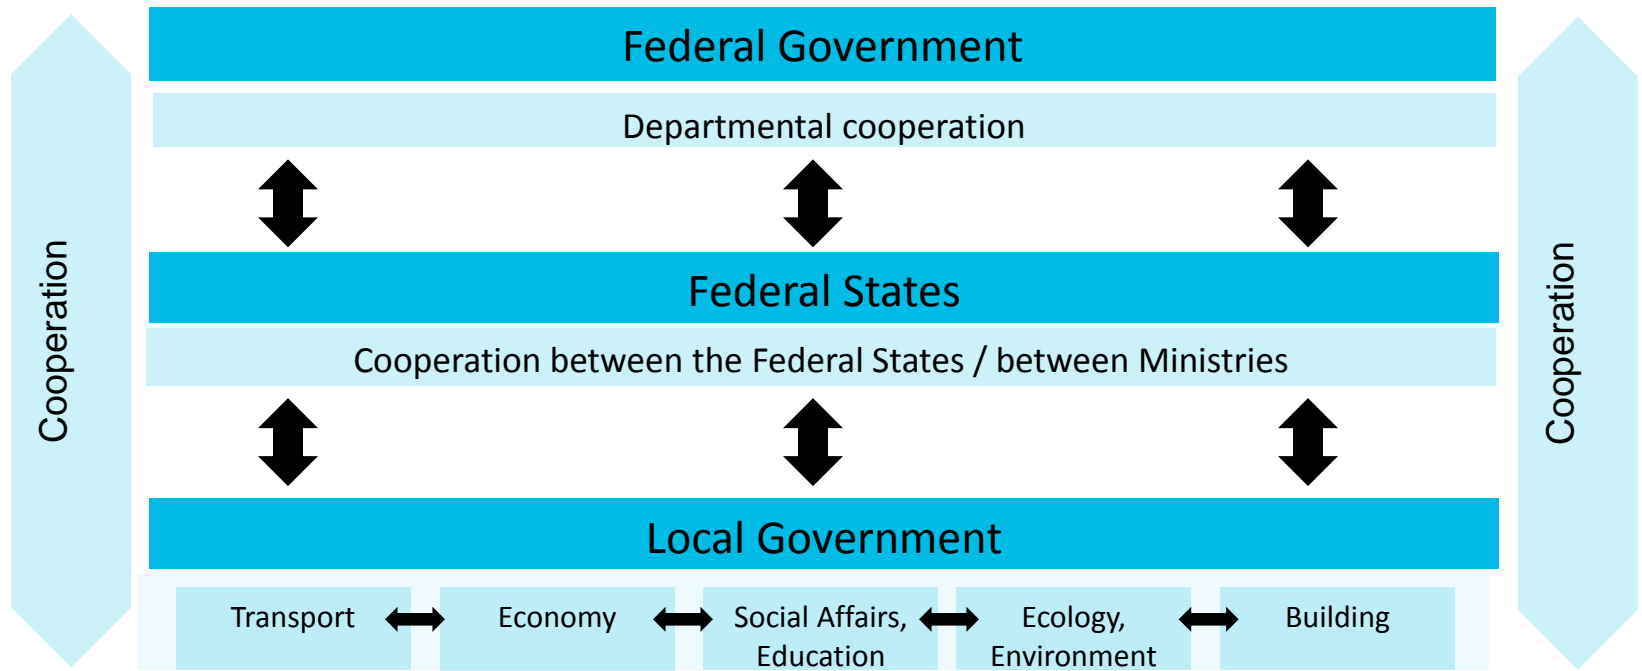 Federal Government
Departmental cooperation
Cooperation
Federal States
Cooperation between the Federal States / between Ministries
Cooperation
Local Government
Transport
Economy
Social Affairs,
Education
Ecology,
Environment
Building